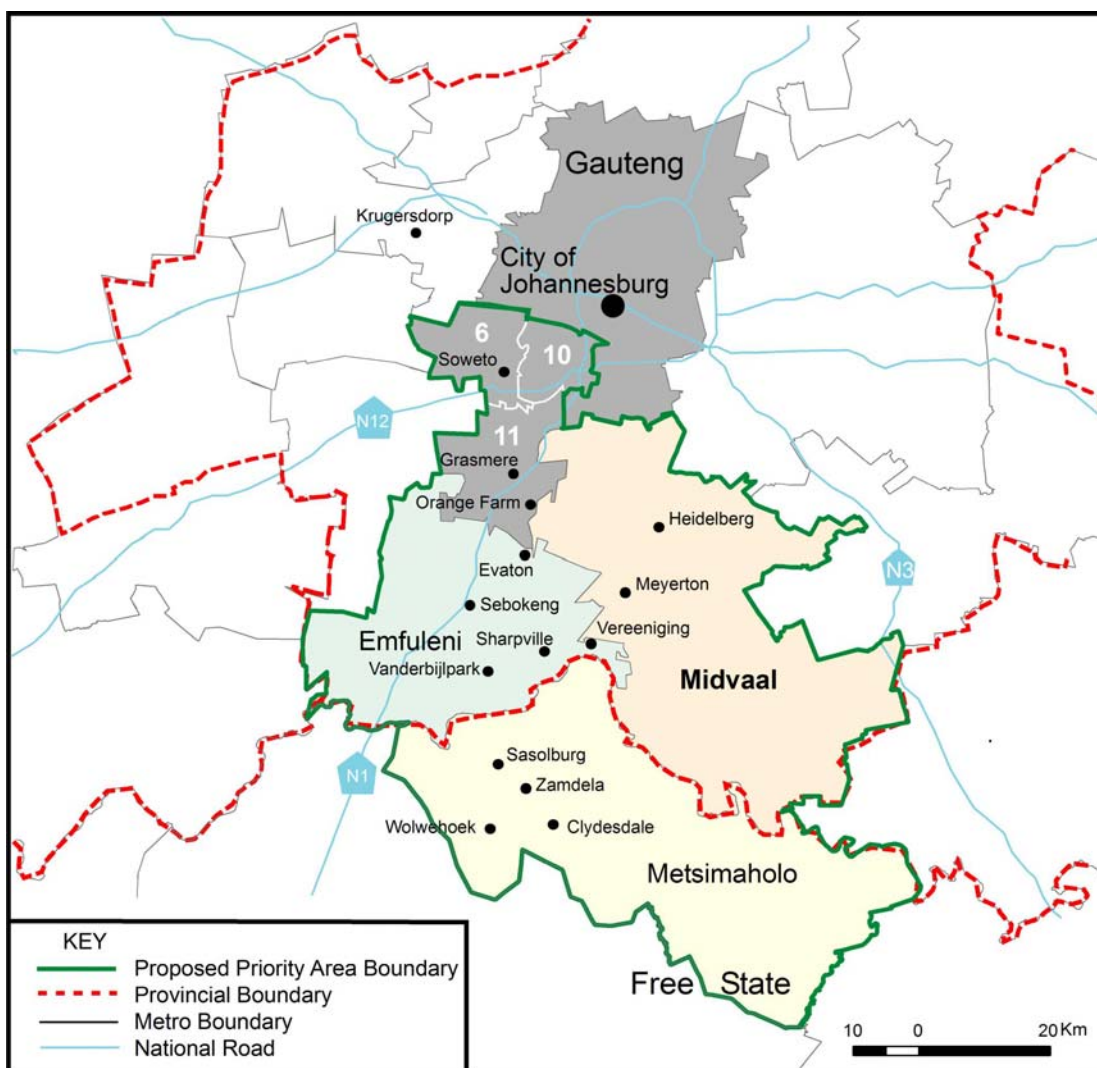 Gauteng
Krugersdorp
City of
Johannesburg
6
10
Soweto
N12
11
Grasmere
Orange Farm
Heidelberg
N3
Evaton
Meyerton
Sebokeng
Vereeniging
Emfuleni
Sharpville
Vanderbijlpark
Midvaal
N1
Sasolburg
Zamdela
Wolwehoek
Clydesdale
Metsimaholo
Free State
KEY
Proposed Priority Area Boundary
Provincial Boundary
Metro Boundary
National Road
10 0 20 Km